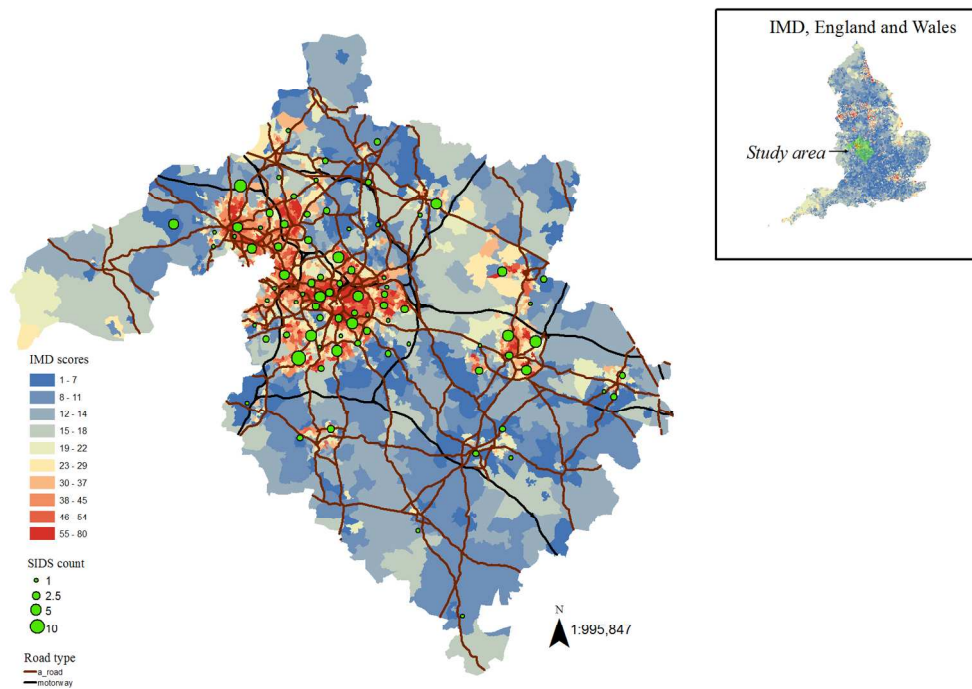 IMD, England and Wales
Study area
IMD scores
1 - 7
8 - 11
12 - 14
15 - 18
19 - 22
23 - 29
30 - 37
38 - 45
46 - 54
55 - 80
SIDS count
1
2.5
5
10
Road type
a_road
motorway
N
1:995,847